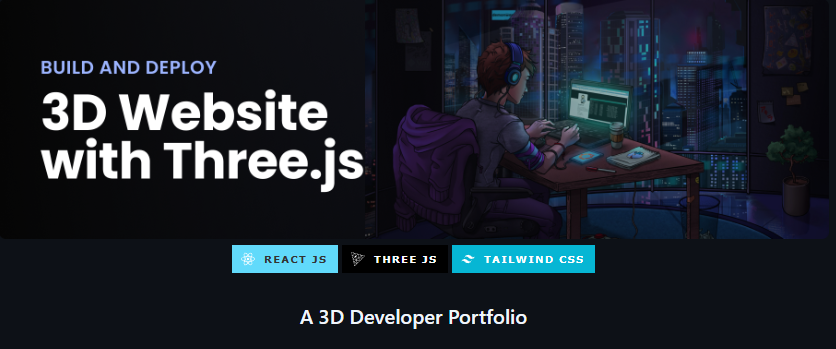 BUILD AND DEPLOY
3D Website
with Three.js
REACT JS THREE JS TAILWIND CSS
A 3D Developer Portfolio